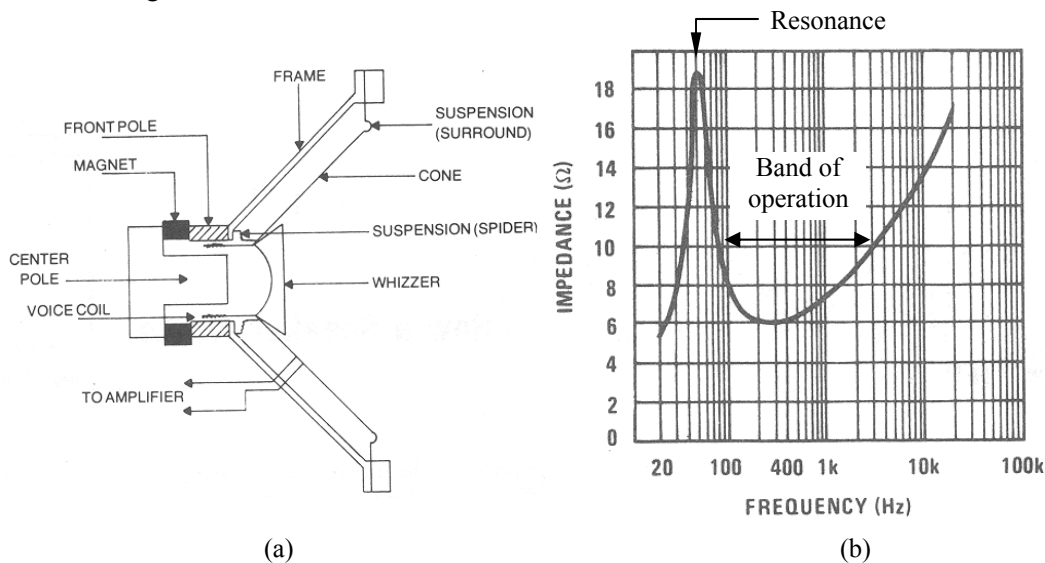 FRAME
FRONT POLE
MAGNET
SUSPENSION
(SURROUND)
CONE
SUSPENSION (SPIDER)
CENTER
POLE
WHIZZER
VOICE COIL
TO AMPLIFIER
(a)
Resonance
Band of
operation
IMPEDANCE (Ω)
18
16
14
12
10
8
6
4
2
0
20 100 400 1k 10k 100k
FREQUENCY (Hz)
(b)